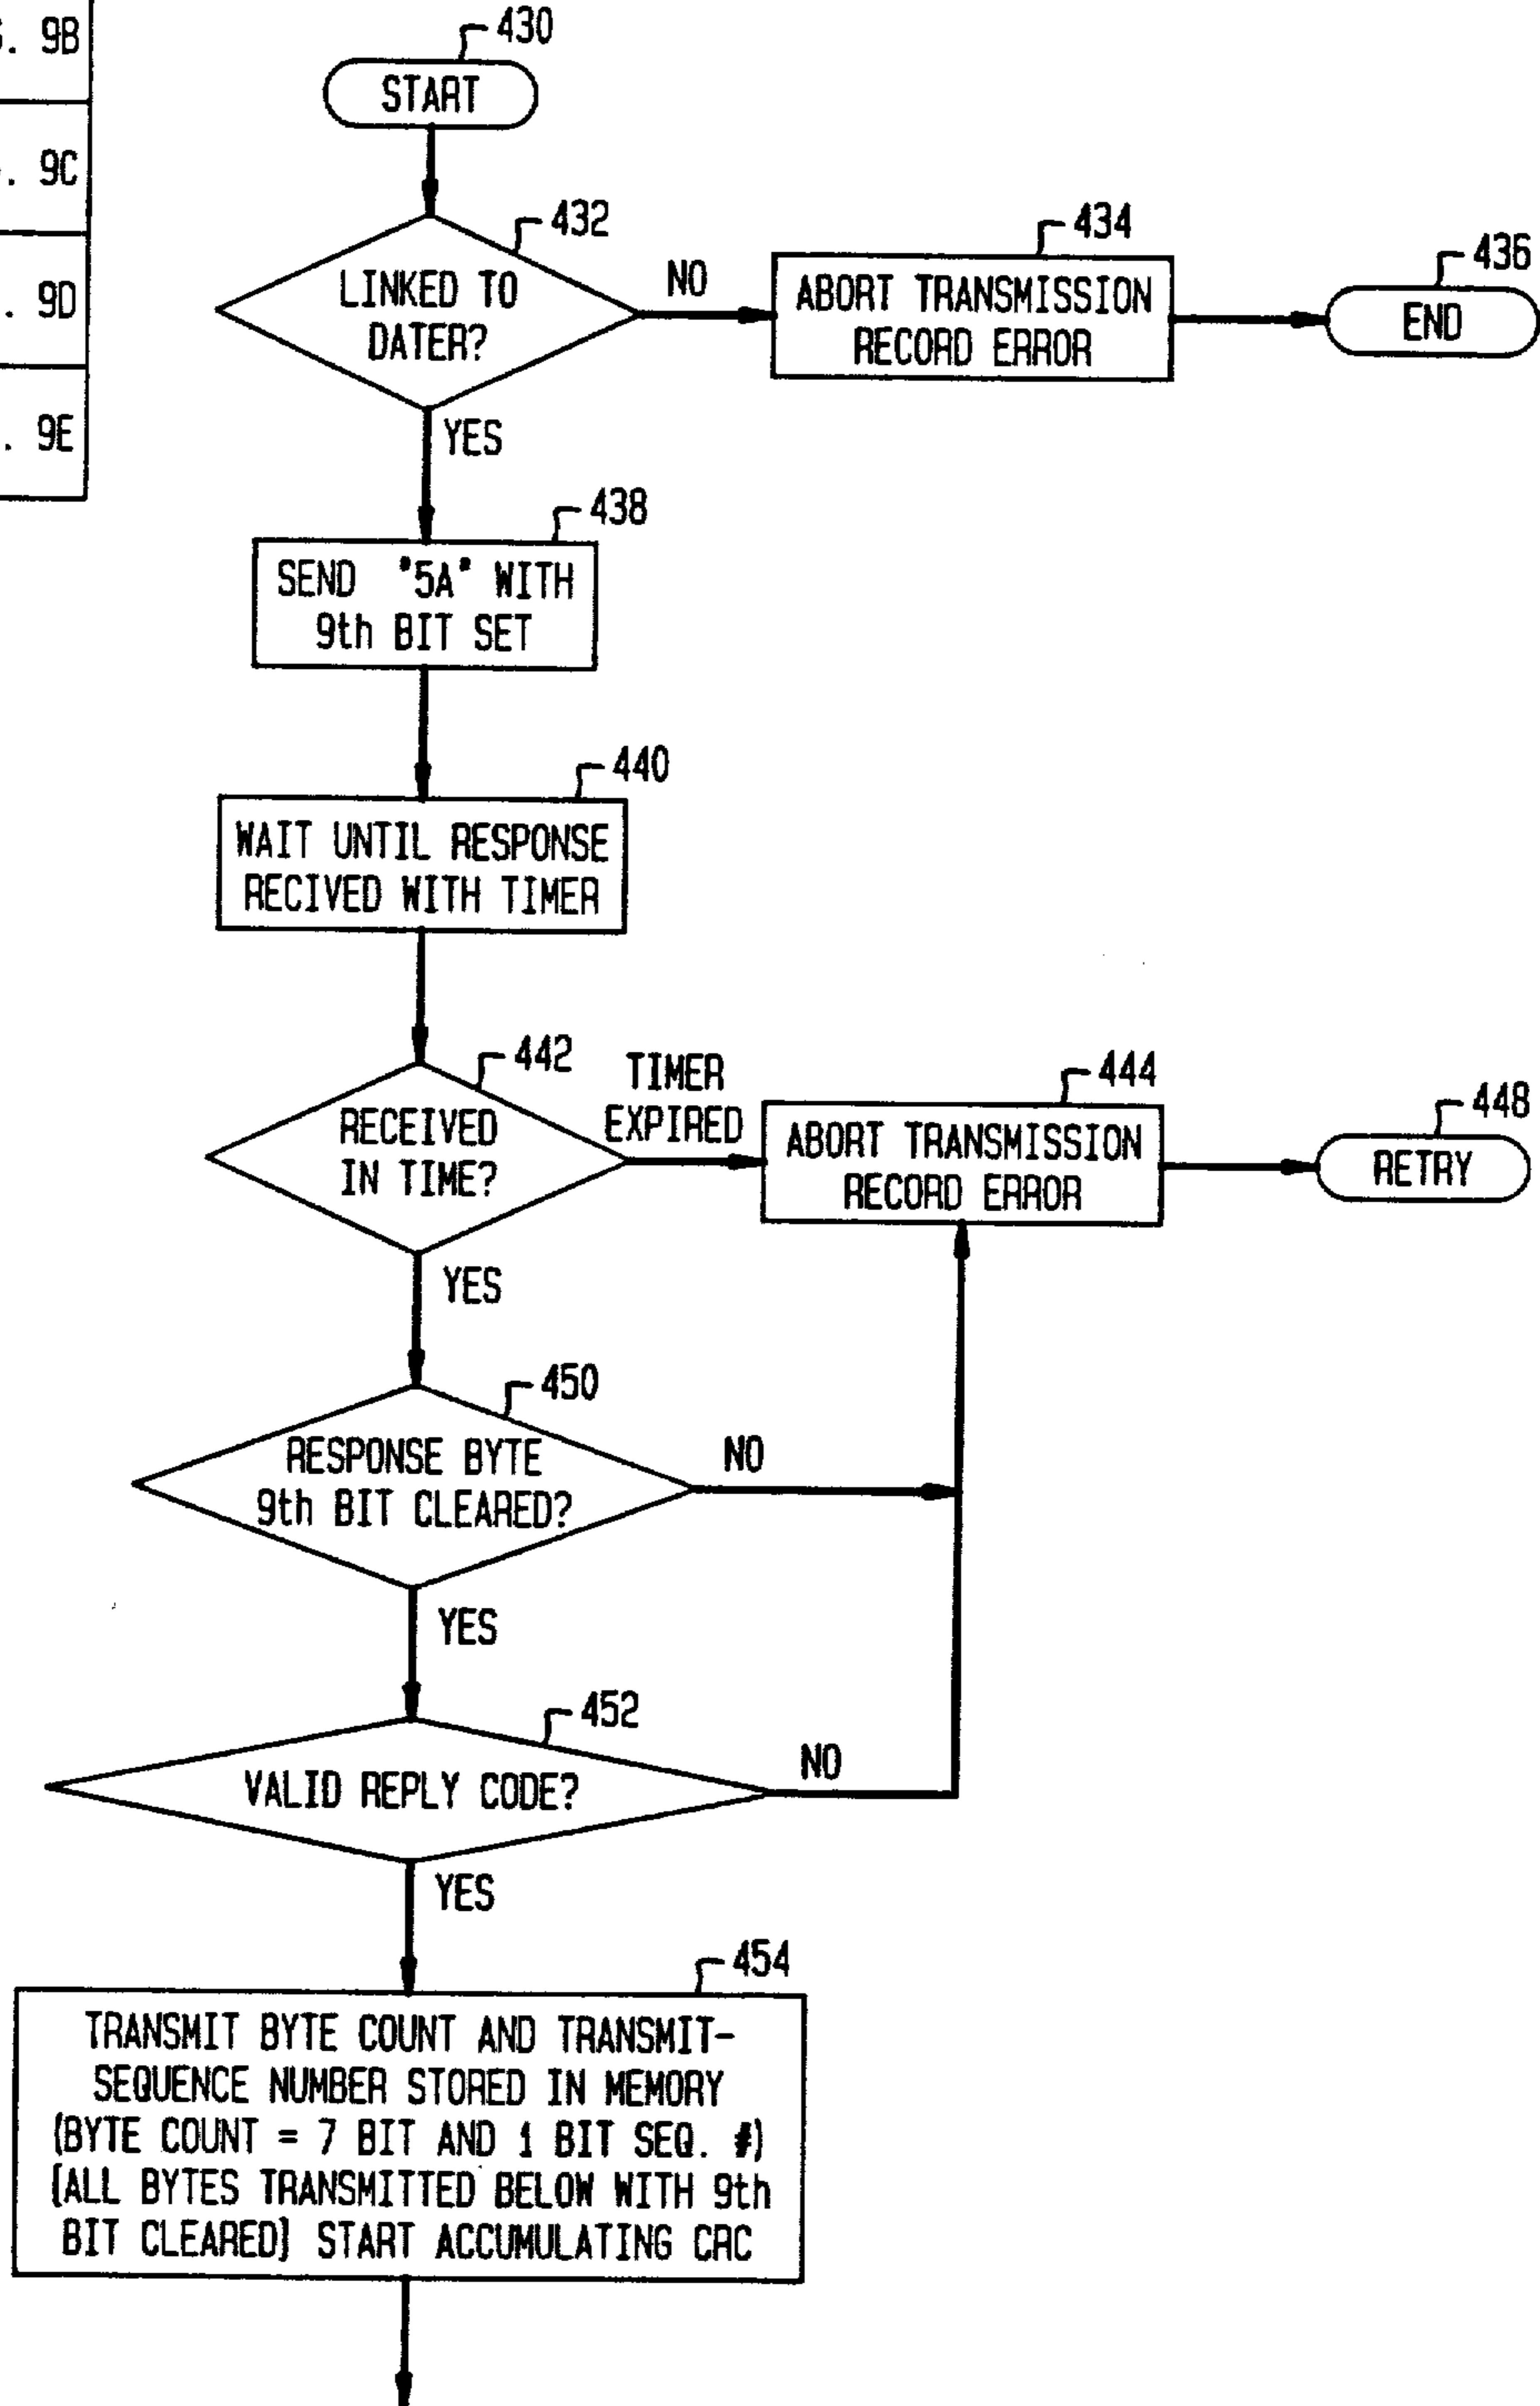 . 9B
. 9C
. 9D
. 9E
430
START
432
LINKED TO
DATER?
NO
434
ABORT TRANSMISSION
RECORD ERROR
436
END
YES
438
SEND "5A" WITH
9th BIT SET
440
WAIT UNTIL RESPONSE
RECIVED WITH TIMER
442
RECEIVED
IN TIME?
TIMER
EXPIRED
444
ABORT TRANSMISSION
RECORD ERROR
448
RETRY
YES
450
RESPONSE BYTE
9th BIT CLEARED?
NO
YES
452
VALID REPLY CODE?
NO
YES
454
TRANSMIT BYTE COUNT AND TRANSMIT-
SEQUENCE NUMBER STORED IN MEMORY
(BYTE COUNT = 7 BIT AND 1 BIT SEQ. #)
[ALL BYTES TRANSMITTED BELOW WITH 9th
BIT CLEARED] START ACCUMULATING CRC